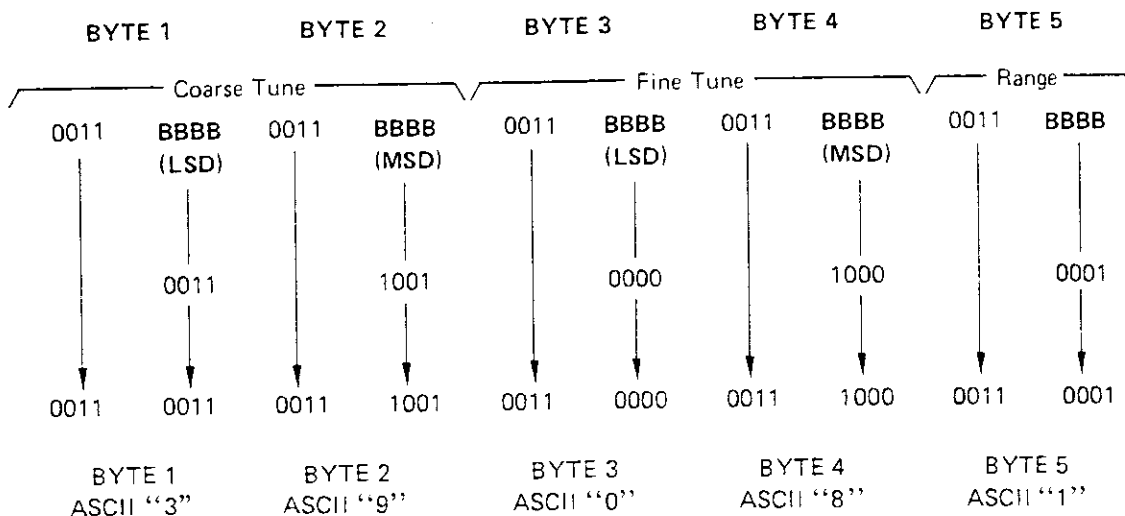 BYTE 1 BYTE 2 BYTE 3 BYTE 4 BYTE 5
Coarse Tune Fine Tune Range
0011 BBBB 0011 BBBB 0011 BBBB 0011 BBBB 0011 BBBB
(LSD) (MSD) (LSD) (MSD)
0011 1001 0000 1000 0001
0011 0011 0011 1001 0011 0000 0011 1000 0011 0001
BYTE 1 BYTE 2 BYTE 3 BYTE 4 BYTE 5
ASCII “3” ASCII “9” ASCII “0” ASCII “8” ASCII “1”